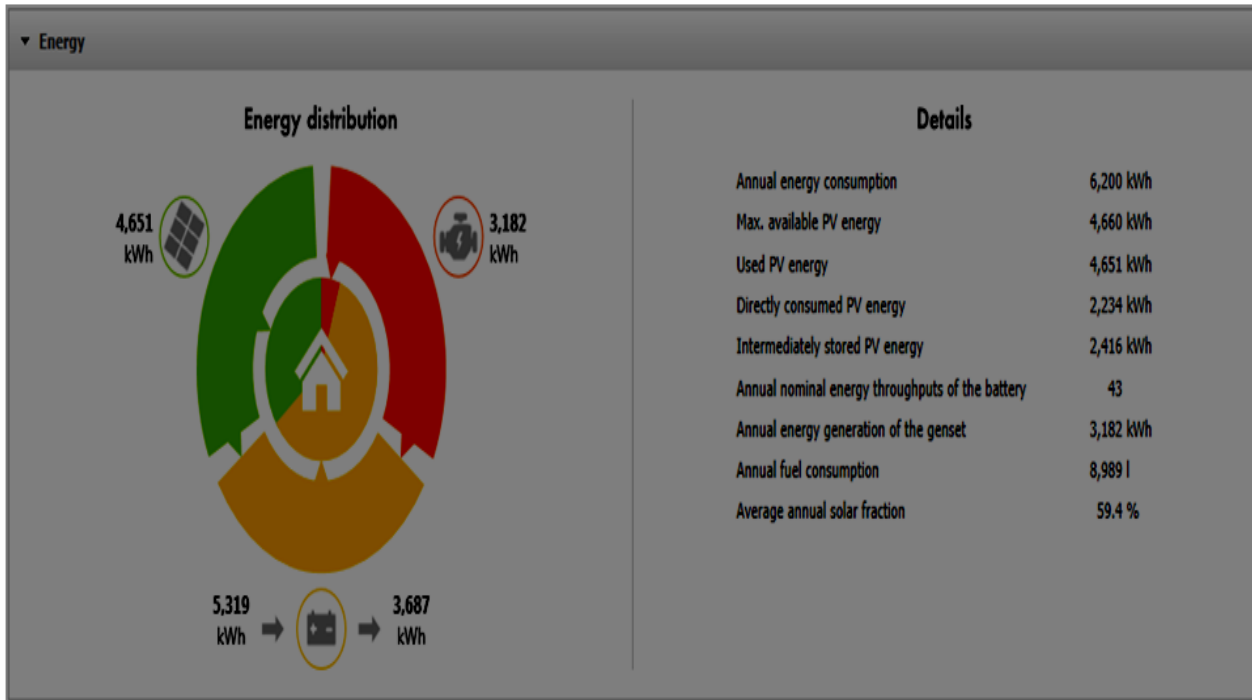 Energy
Energy distribution
4,651
kWh
3,182
kWh
5,319
kWh
3,687
kWh
Details
Annual energy consumption 6,200 kWh
Max. available PV energy 4,660 kWh
Used PV energy 4,651 kWh
Directly consumed PV energy 2,234 kWh
Intermediately stored PV energy 2,416 kWh
Annual nominal energy throughputs of the battery 43
Annual energy generation of the genset 3,182 kWh
Annual fuel consumption 8,989 l
Average annual solar fraction 59.4 %